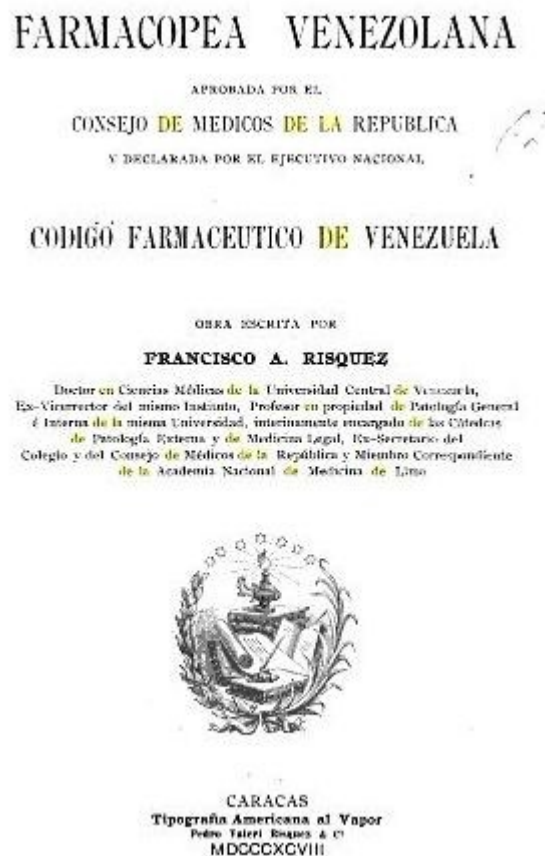 FARMACOPEA VENEZOLANA
APROBADA POR EL
CONSEJO DE MEDICOS DE LA REPUBLICA
Y DECLARADA POR EL EJECUTIVO NACIONAL
CODIGO FARMACEUTICO DE VENEZUELA
OBRA ESCRITA POR
FRANCISCO A. RISQUEZ
Doctor en Ciencias Médicas de la Universidad Central de Venezuela,
Ex-Vicerrector del mismo Instituto, Profesor en propiedad de Patología General
é Interna de la misma Universidad, interinamente encargado de las Cátedras
de Patología Externa y de Medicina Legal, Ex-Secretario del
Colegio y del Consejo de Médicos de la República y Miembro Correspondiente
de la Academia Nacional de Medicina de Lima
CARACAS
Tipografía Americana al Vapor
Pedro Valeri Risquez & Cª
MDCCCXCVIII